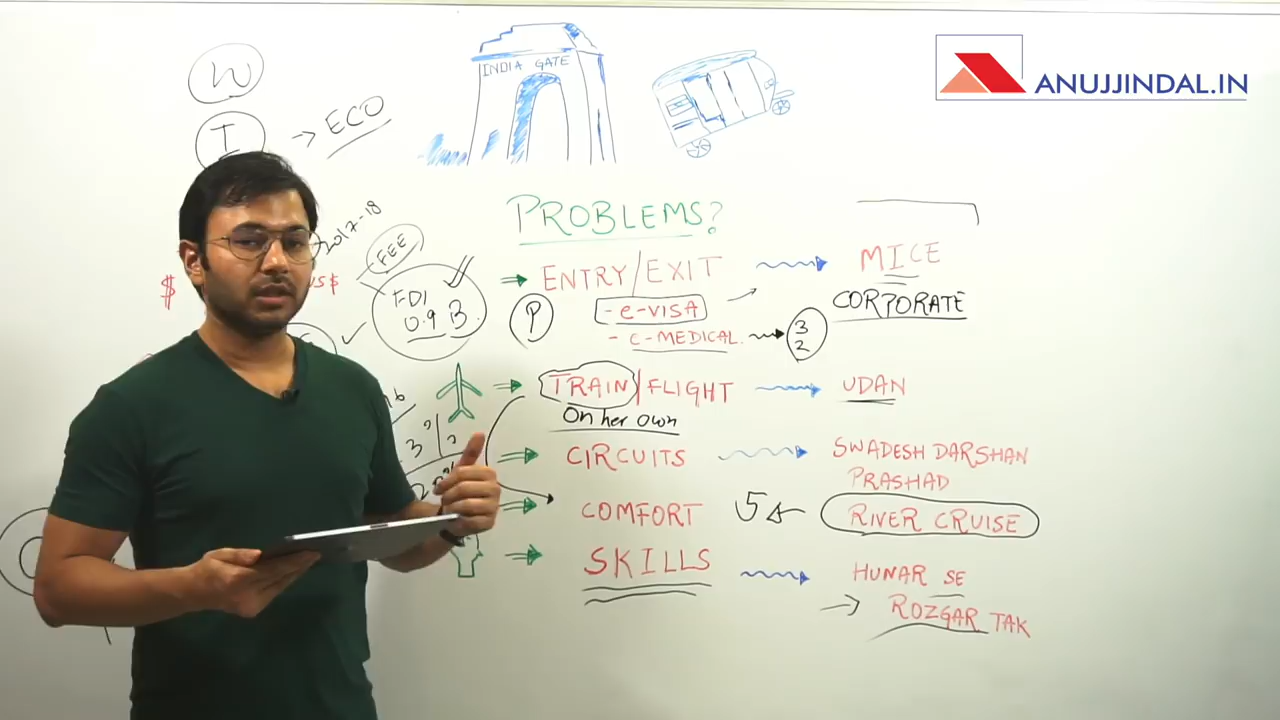 W
I → ECO
INDIA GATE
ANUJJINDAL.IN
2017-18
FEE
$
US$
FDI
0.9 B
PROBLEMS?
ENTRY/EXIT
MICE
P
- e-VISA
CORPORATE
- C-MEDICAL
3
2
TRAIN/FLIGHT
UDAN
On her own
CIRCUITS
SWADESH DARSHAN
PRASHAD
COMFORT
5
RIVER CRUISE
SKILLS
HUNAR SE
→ ROZGAR TAK